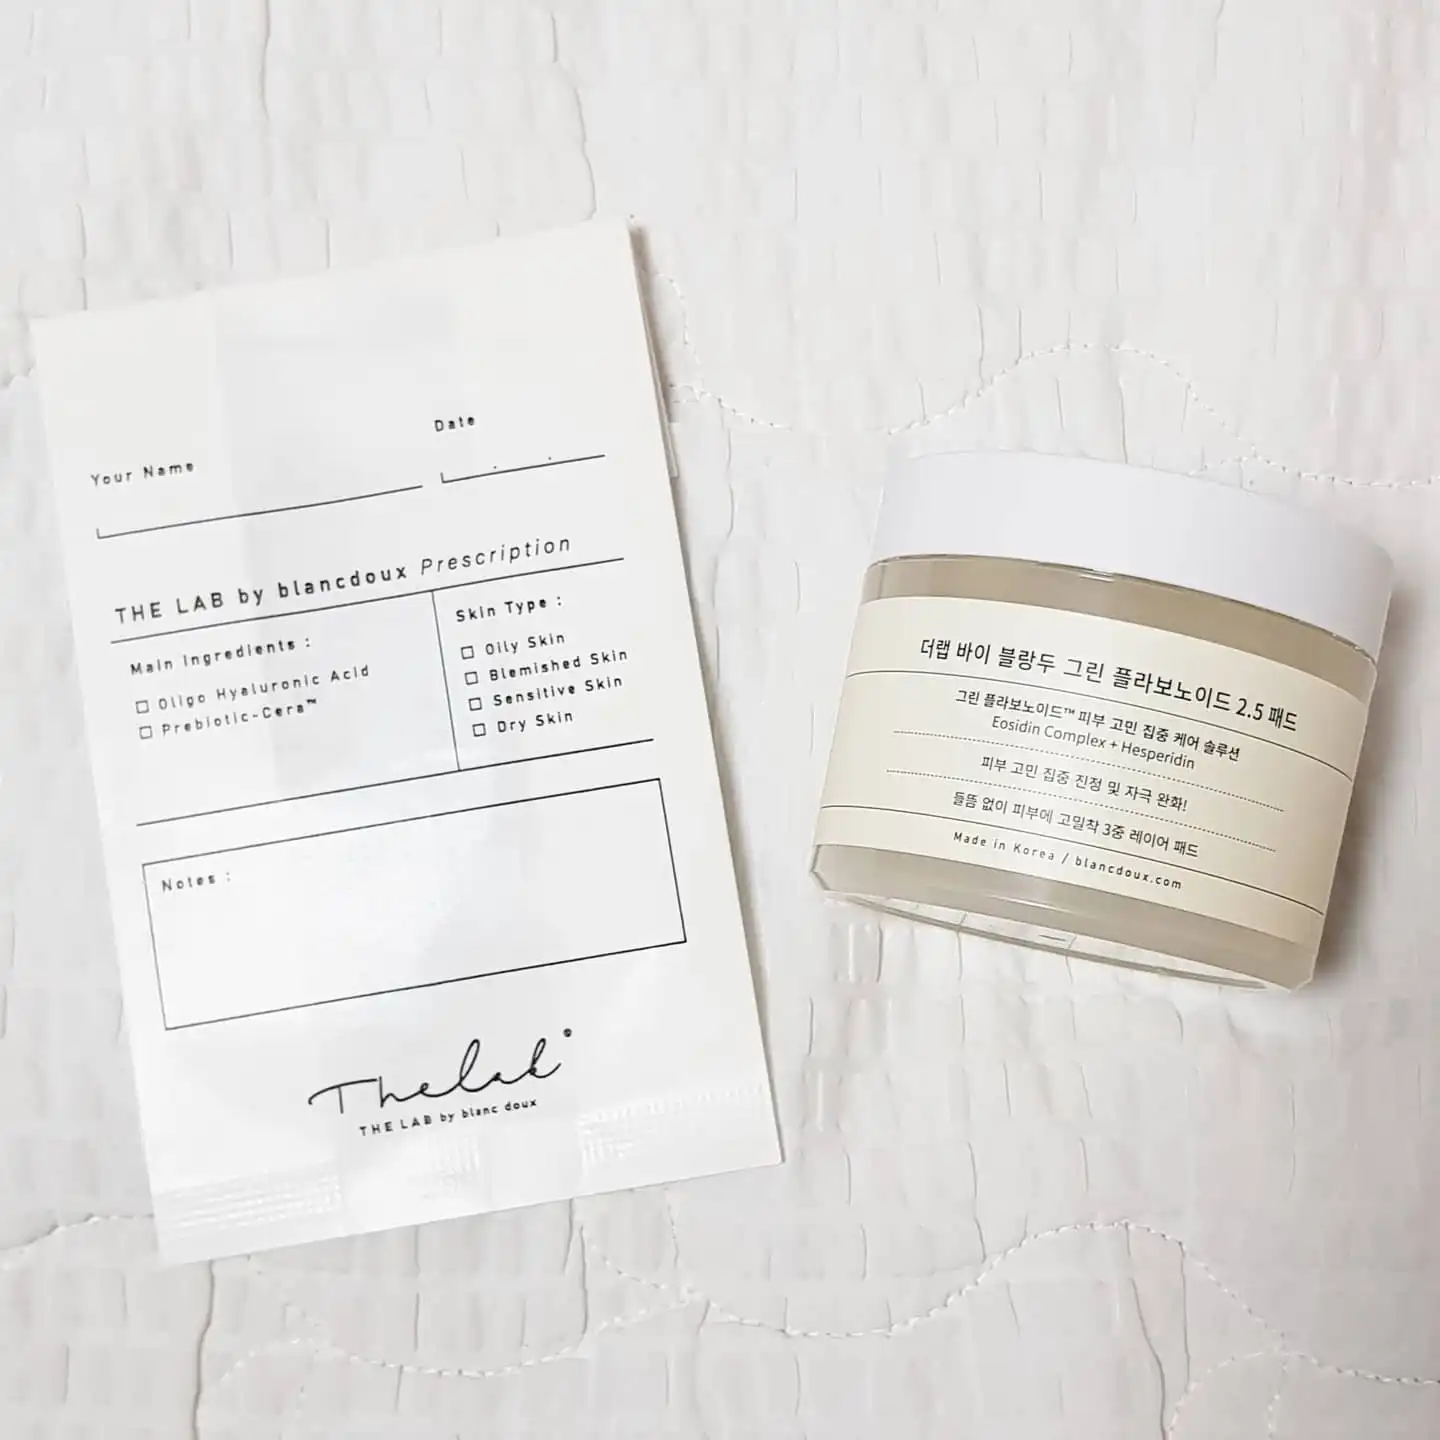 Your Name
Date
THE LAB by blancdoux Prescription
Main Ingredients :
☐ Oligo Hyaluronic Acid
☐ Prebiotic-Cera™
Skin Type :
☐ Oily Skin
☐ Blemished Skin
☐ Sensitive Skin
☐ Dry Skin
Notes :
Thelab
THE LAB by blanc doux
더랩 바이 블랑두 그린 플라보노이드 2.5 패드
그린 플라보노이드™ 피부 고민 집중 케어 솔루션
Eosidin Complex + Hesperidin
피부 고민 집중 진정 및 자극 완화!
들뜸 없이 피부에 고밀착 3중 레이어 패드
Made in Korea / blancdoux.com